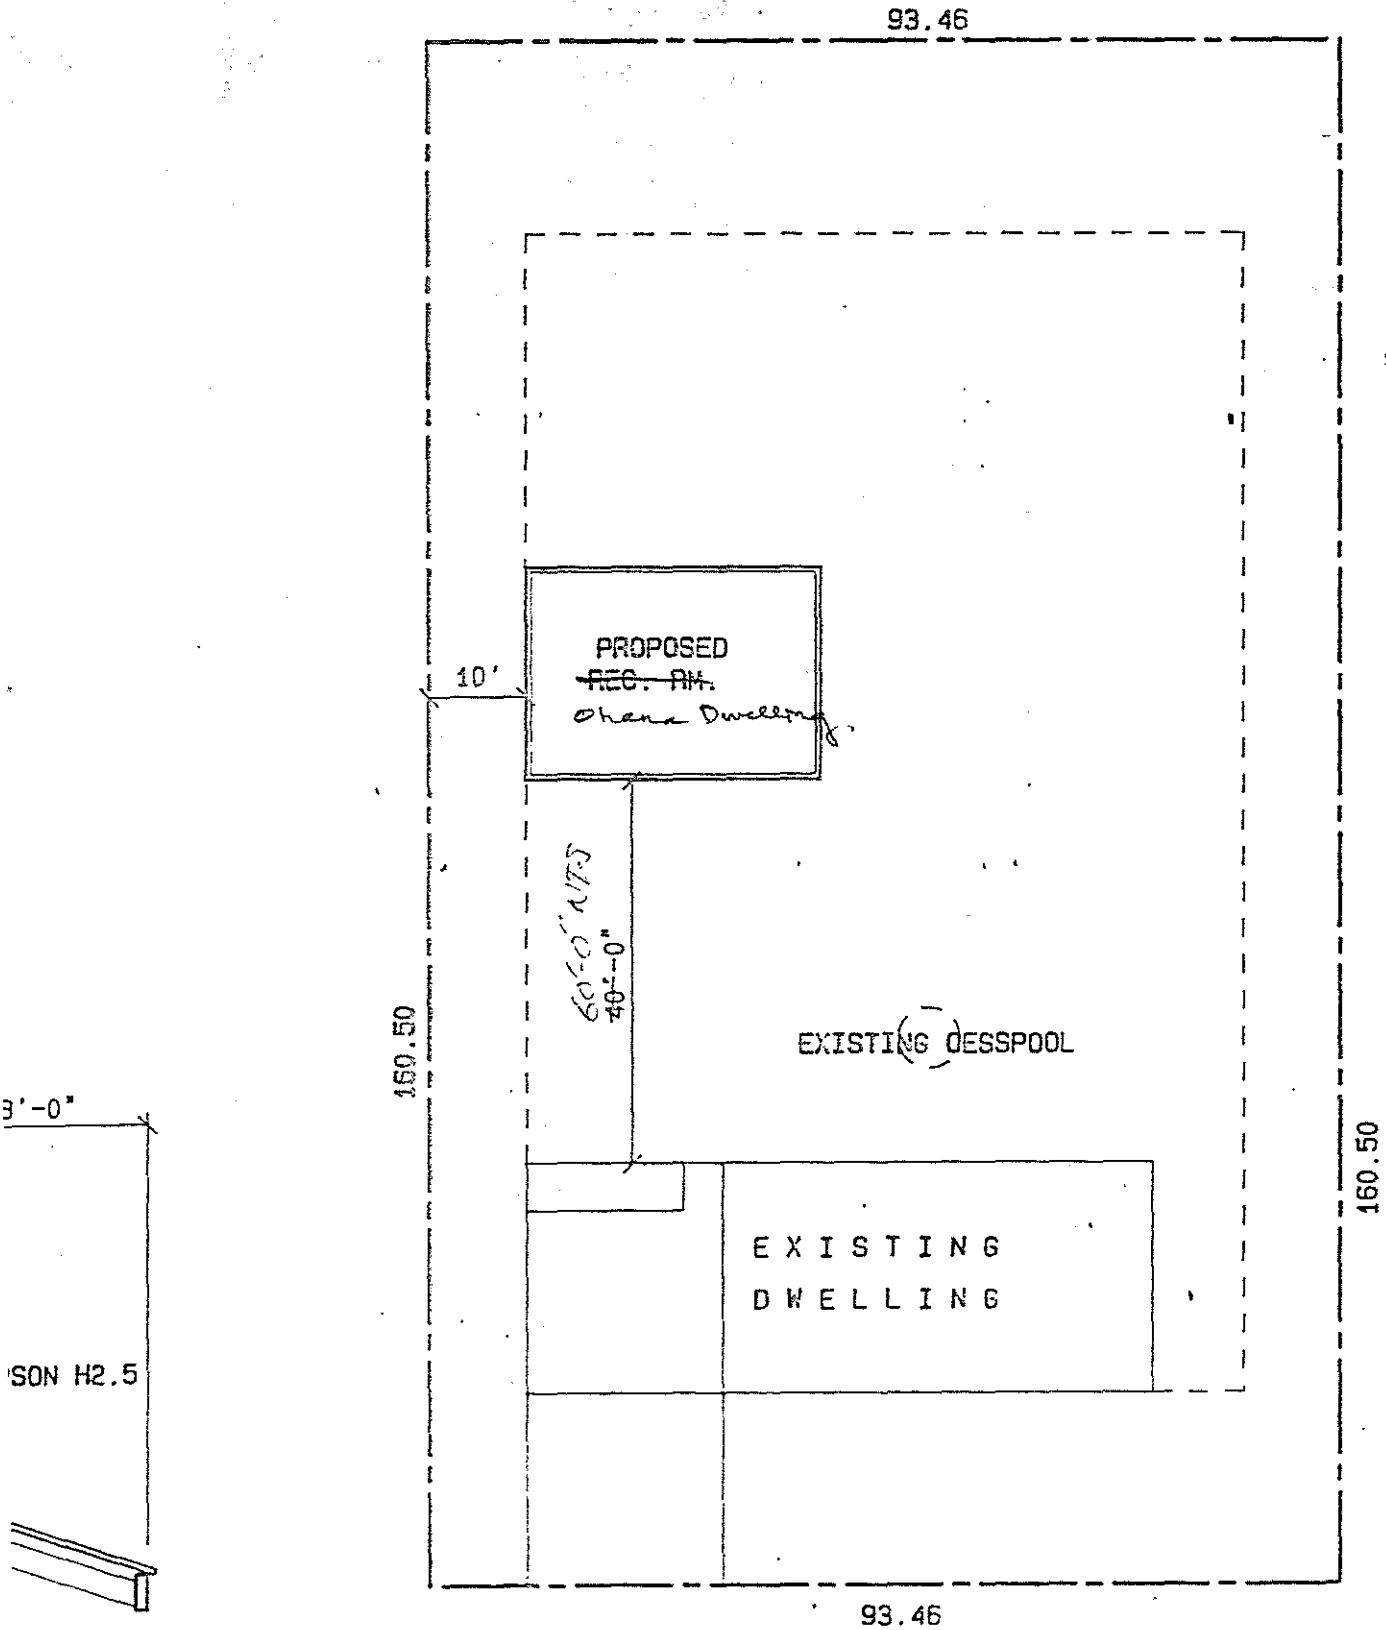 93.46
PROPOSED
REC. RM.
Ohana Dwelling.
10'
60'-0" NTS
40'-0"
160.50
EXISTING CESSPOOL
3'-0"
160.50
EXISTING
DWELLING
SON H2.5
93.46